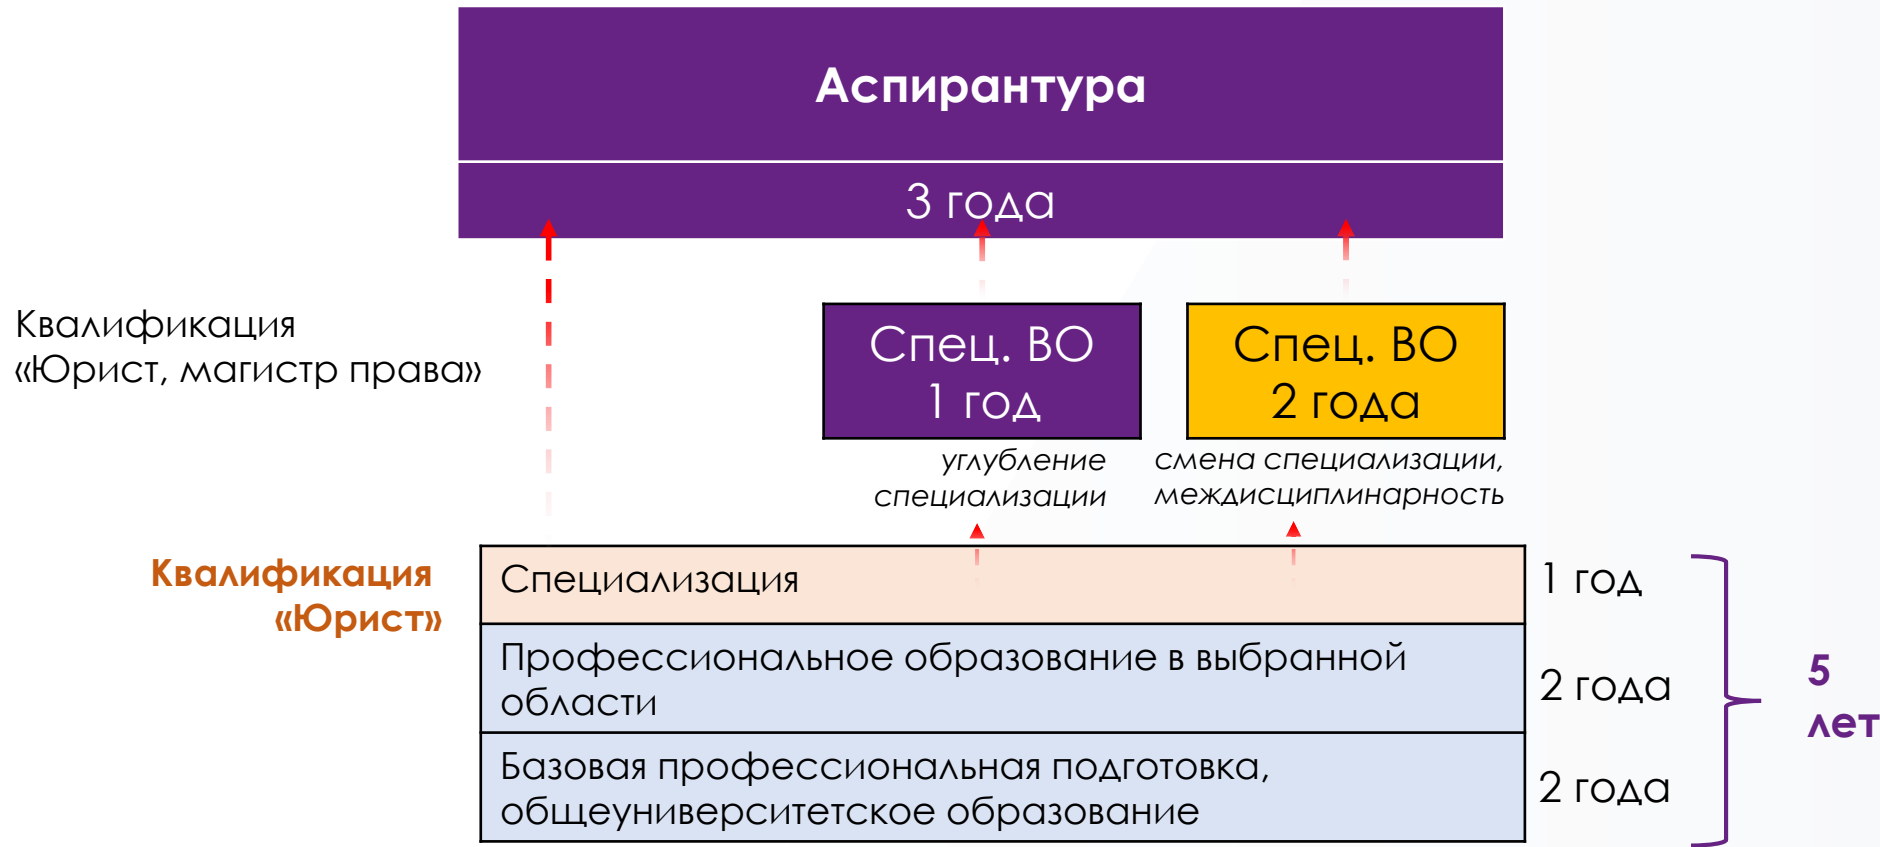 Аспирантура
3 года
Квалификация
«Юрист, магистр права»
Спец. ВО
1 год
Спец. ВО
2 года
углубление
специализации
смена специализации,
междисциплинарность
Квалификация
«Юрист»
Специализация
1 год
Профессиональное образование в выбранной
области
2 года
Базовая профессиональная подготовка,
общеуниверситетское образование
2 года
5
лет